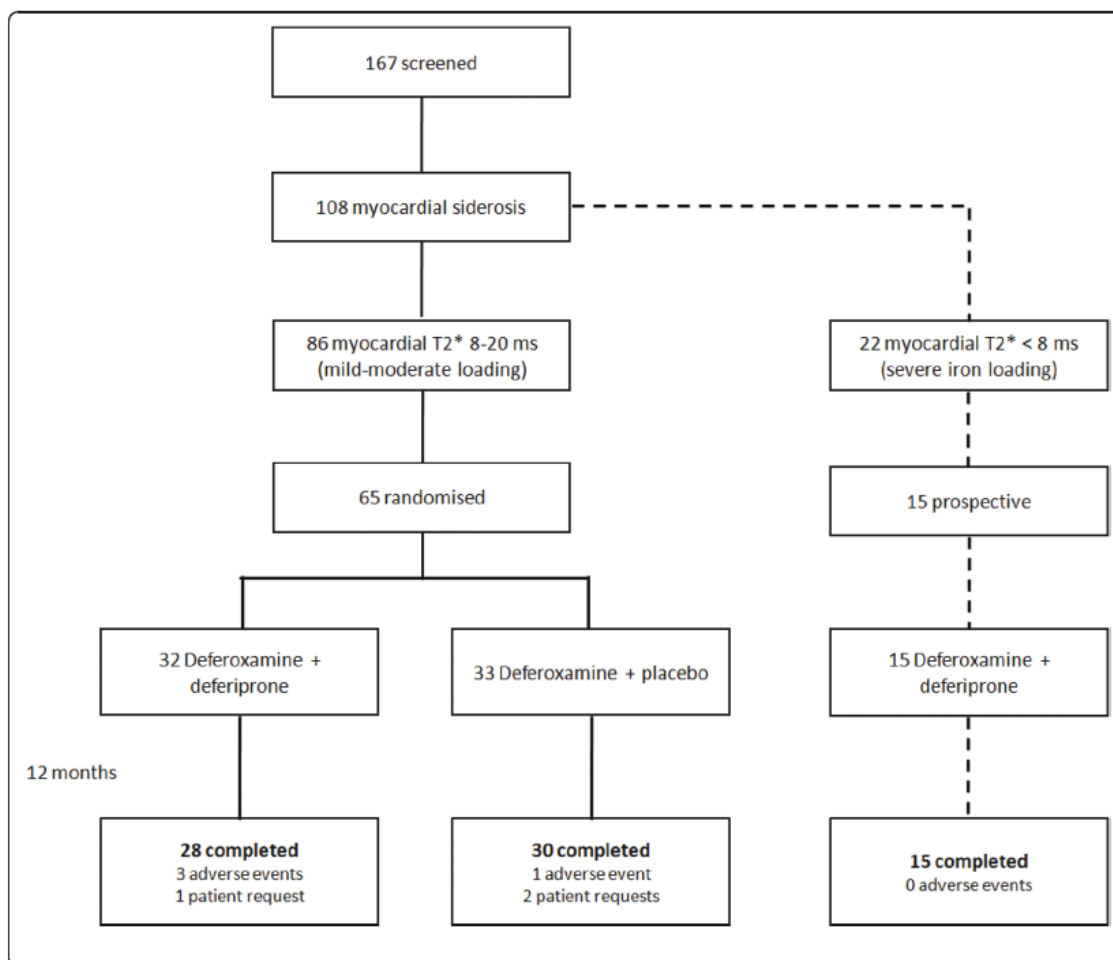 167 screened
108 myocardial siderosis
86 myocardial T2* 8-20 ms
(mild-moderate loading)
22 myocardial T2* < 8 ms
(severe iron loading)
65 randomised
15 prospective
32 Deferoxamine +
deferiprone
33 Deferoxamine + placebo
15 Deferoxamine +
deferiprone
12 months
28 completed
3 adverse events
1 patient request
30 completed
1 adverse event
2 patient requests
15 completed
0 adverse events